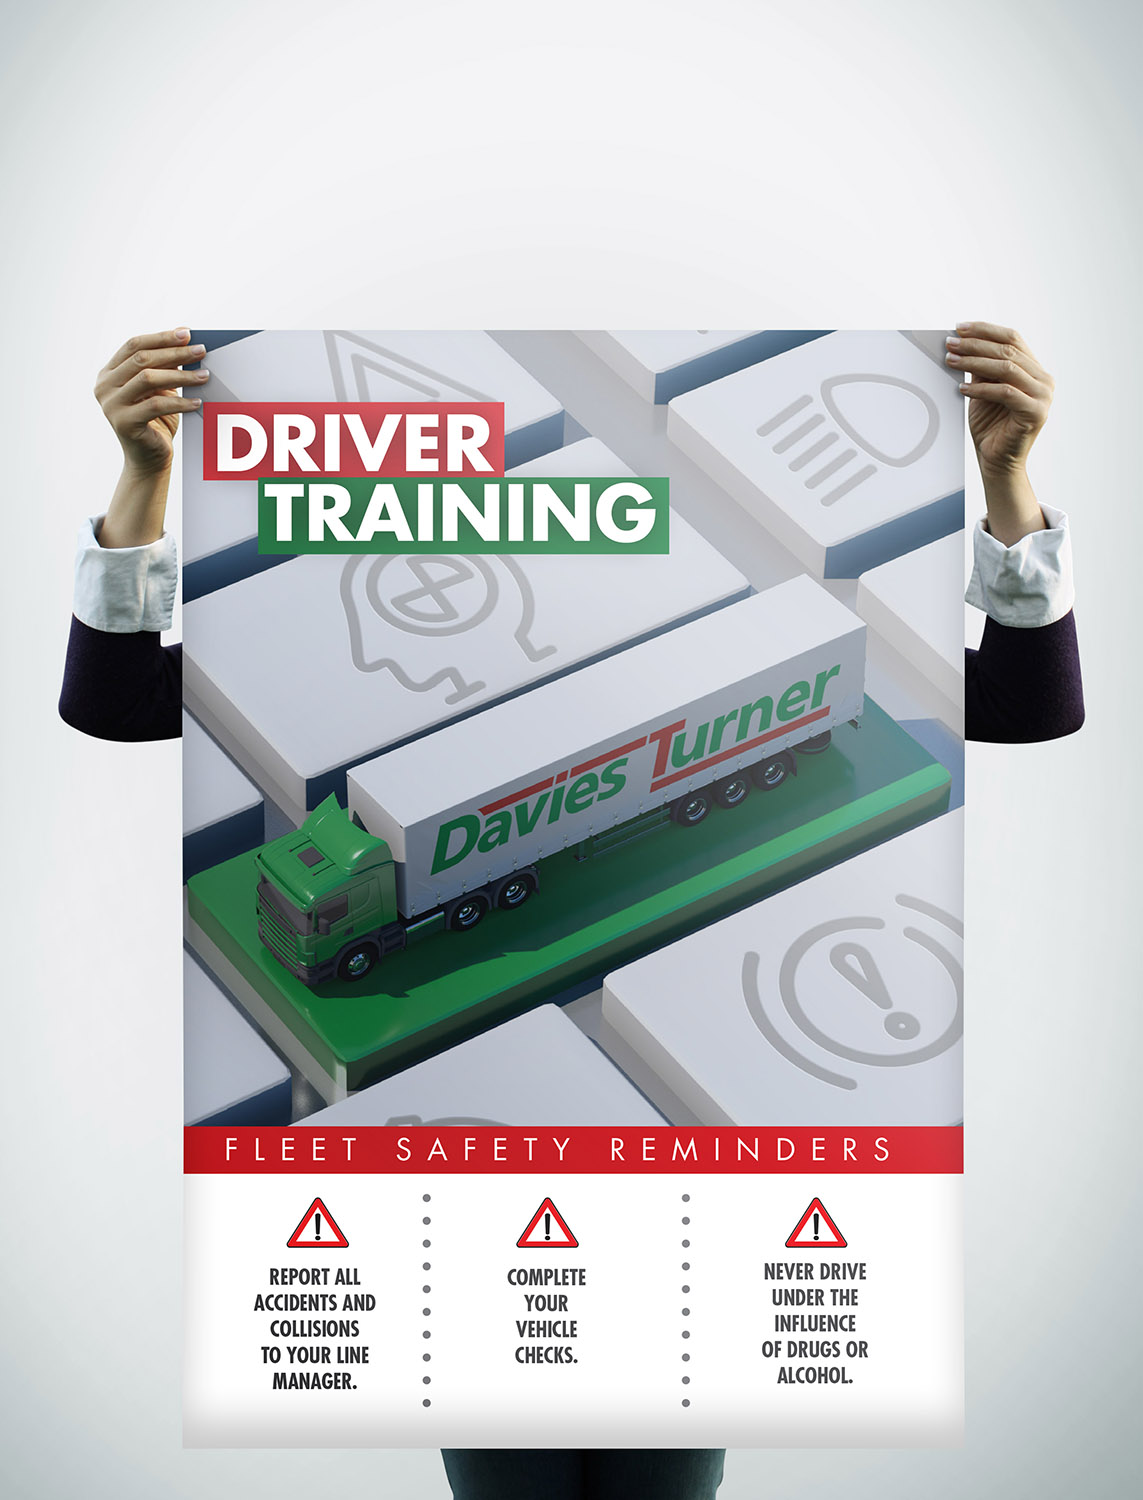 DRIVER
TRAINING
Davies Turner
FLEET SAFETY REMINDERS
REPORT ALL
ACCIDENTS AND
COLLISIONS
TO YOUR LINE
MANAGER.
COMPLETE
YOUR
VEHICLE
CHECKS.
NEVER DRIVE
UNDER THE
INFLUENCE
OF DRUGS OR
ALCOHOL.